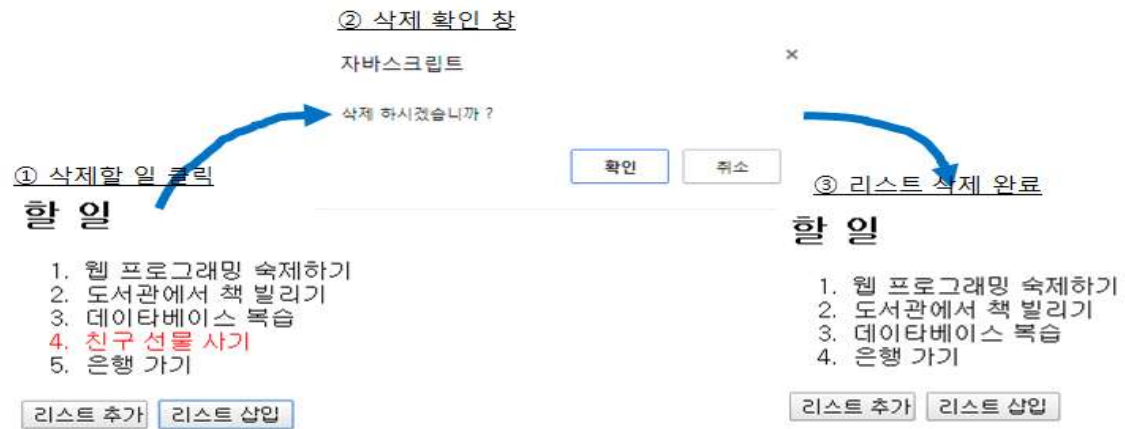 ② 삭제 확인 창
자바스크립트 ×
삭제 하시겠습니까 ?
확인 취소
① 삭제할 일 클릭
할 일
1. 웹 프로그래밍 숙제하기
2. 도서관에서 책 빌리기
3. 데이타베이스 복습
4. 친구 선물 사기
5. 은행 가기
리스트 추가 리스트 삽입
③ 리스트 삭제 완료
할 일
1. 웹 프로그래밍 숙제하기
2. 도서관에서 책 빌리기
3. 데이타베이스 복습
4. 은행 가기
리스트 추가 리스트 삽입